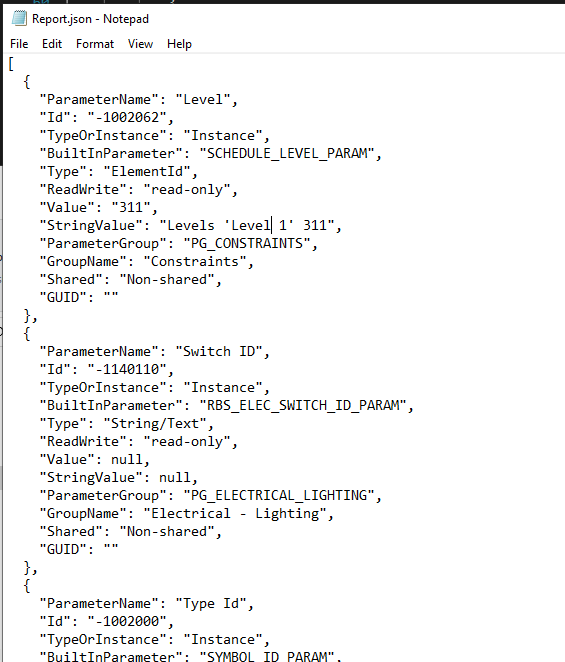 Report.json - Notepad
File Edit Format View Help
[
  {
    "ParameterName": "Level",
    "Id": "-1002062",
    "TypeOrInstance": "Instance",
    "BuiltInParameter": "SCHEDULE_LEVEL_PARAM",
    "Type": "ElementId",
    "ReadWrite": "read-only",
    "Value": "311",
    "StringValue": "Levels 'Level 1' 311",
    "ParameterGroup": "PG_CONSTRAINTS",
    "GroupName": "Constraints",
    "Shared": "Non-shared",
    "GUID": ""
  },
  {
    "ParameterName": "Switch ID",
    "Id": "-1140110",
    "TypeOrInstance": "Instance",
    "BuiltInParameter": "RBS_ELEC_SWITCH_ID_PARAM",
    "Type": "String/Text",
    "ReadWrite": "read-only",
    "Value": null,
    "StringValue": null,
    "ParameterGroup": "PG_ELECTRICAL_LIGHTING",
    "GroupName": "Electrical - Lighting",
    "Shared": "Non-shared",
    "GUID": ""
  },
  {
    "ParameterName": "Type Id",
    "Id": "-1002000",
    "TypeOrInstance": "Instance",
    "BuiltInParameter": "SYMBOL_ID_PARAM",